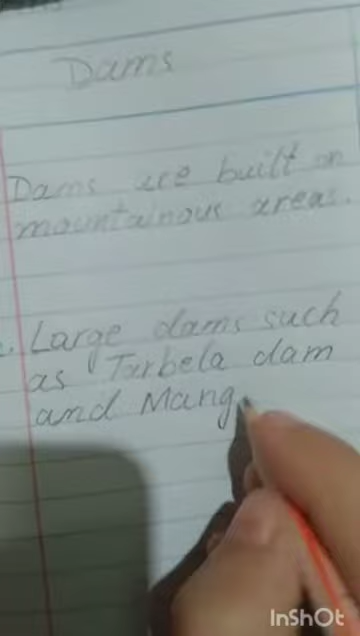 Dams
Dams are built on
mountainous areas.
Large dams such
as Tarbela dam
and Mang
InShOt